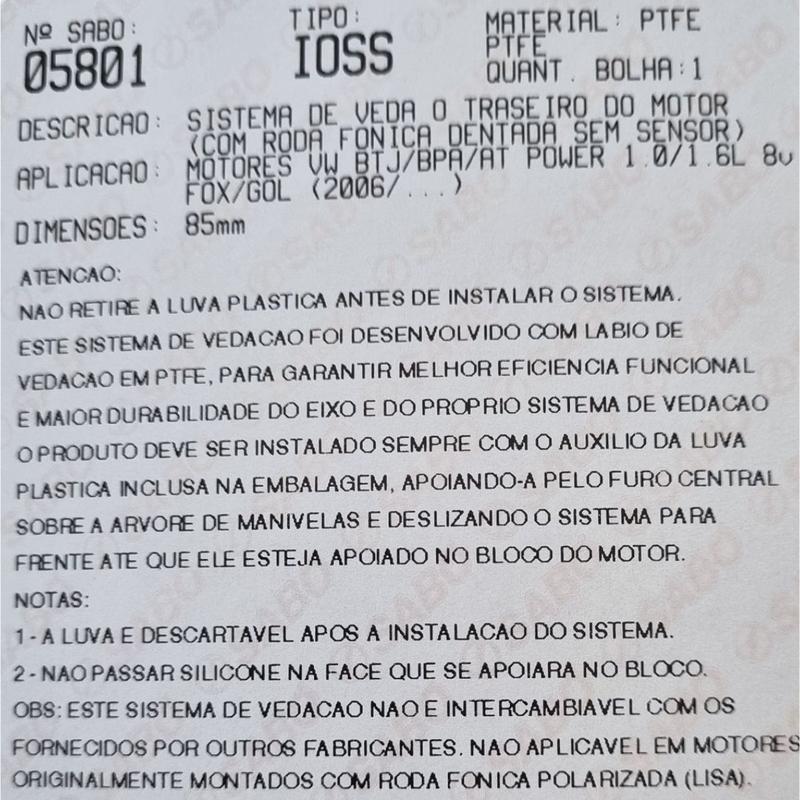 Nº SABO:
05801
TIPO:
IOSS
MATERIAL: PTFE
PTFE
QUANT. BOLHA:1
DESCRICAO: SISTEMA DE VEDA O TRASEIRO DO MOTOR
(COM RODA FONICA DENTADA SEM SENSOR)
APLICACAO: MOTORES VW BTJ/BPA/AT POWER 1.0/1.6L 8v
FOX/GOL (2006/...)
DIMENSOES: 85mm
ATENCAO:
NAO RETIRE A LUVA PLASTICA ANTES DE INSTALAR O SISTEMA.
ESTE SISTEMA DE VEDACAO FOI DESENVOLVIDO COM LABIO DE
VEDACAO EM PTFE, PARA GARANTIR MELHOR EFICIENCIA FUNCIONAL
E MAIOR DURABILIDADE DO EIXO E DO PROPRIO SISTEMA DE VEDACAO
O PRODUTO DEVE SER INSTALADO SEMPRE COM O AUXILIO DA LUVA
PLASTICA INCLUSA NA EMBALAGEM, APOIANDO-A PELO FURO CENTRAL
SOBRE A ARVORE DE MANIVELAS E DESLIZANDO O SISTEMA PARA
FRENTE ATE QUE ELE ESTEJA APOIADO NO BLOCO DO MOTOR.
NOTAS:
1 - A LUVA E DESCARTAVEL APOS A INSTALACAO DO SISTEMA.
2 - NAO PASSAR SILICONE NA FACE QUE SE APOIARA NO BLOCO.
OBS: ESTE SISTEMA DE VEDACAO NAO E INTERCAMBIAVEL COM OS
FORNECIDOS POR OUTROS FABRICANTES. NAO APLICAVEL EM MOTORES
ORIGINALMENTE MONTADOS COM RODA FONICA POLARIZADA (LISA).